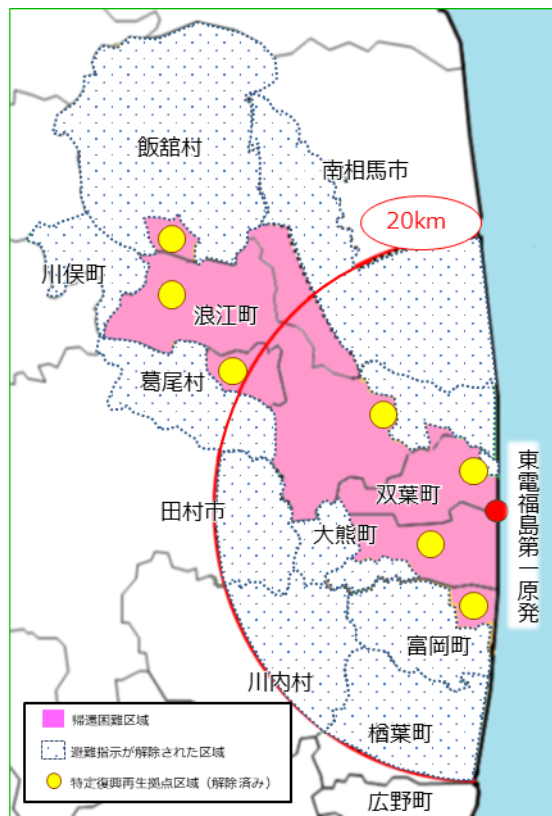 飯舘村
南相馬市
20km
川俣町
浪江町
葛尾村
双葉町
田村市
大熊町
東電福島第一原発
富岡町
川内村
楢葉町
広野町
帰還困難区域
避難指示が解除された区域
特定復興再生拠点区域（解除済み）